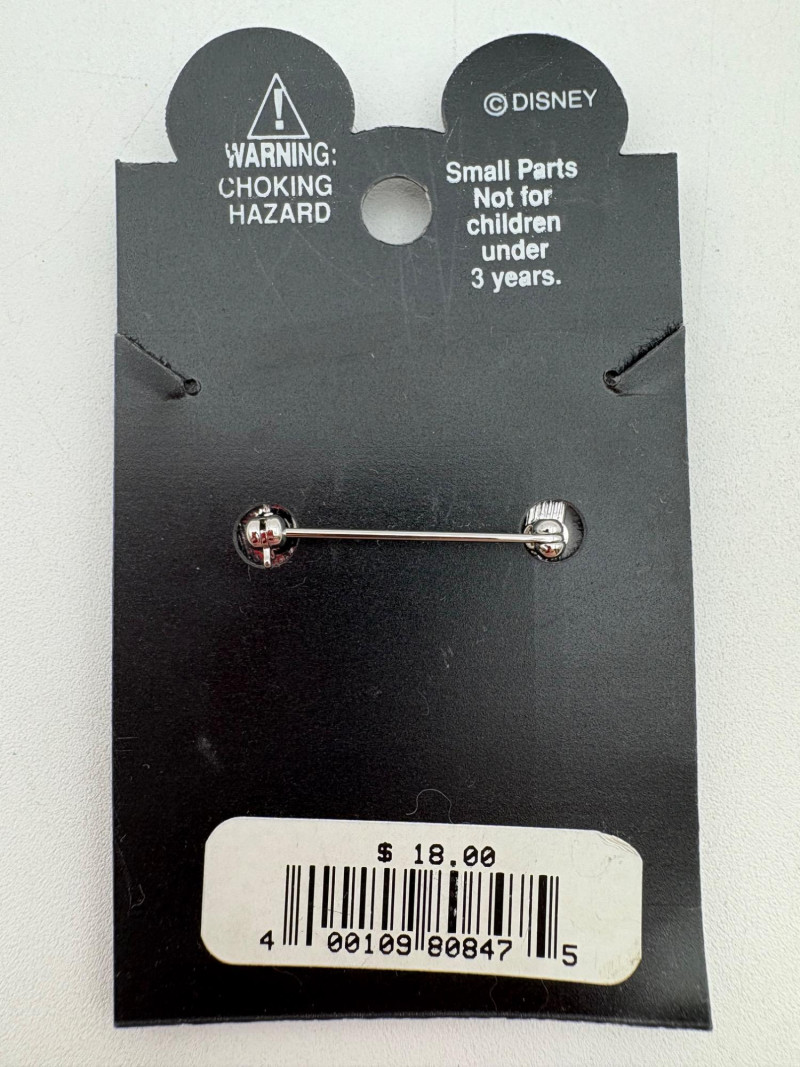 WARNING:
CHOKING
HAZARD
© DISNEY
Small Parts
Not for
children
under
3 years.
$ 18.00
4 00109 80847 5